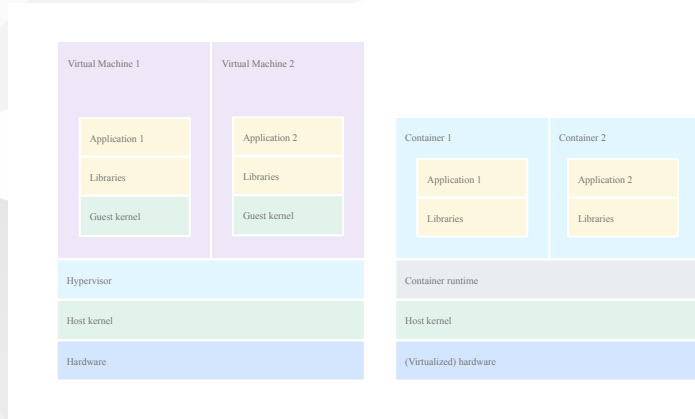 Virtual Machine 1
Virtual Machine 2
Application 1
Libraries
Guest kernel
Application 2
Libraries
Guest kernel
Hypervisor
Host kernel
Hardware
Container 1
Container 2
Application 1
Libraries
Application 2
Libraries
Container runtime
Host kernel
(Virtualized) hardware